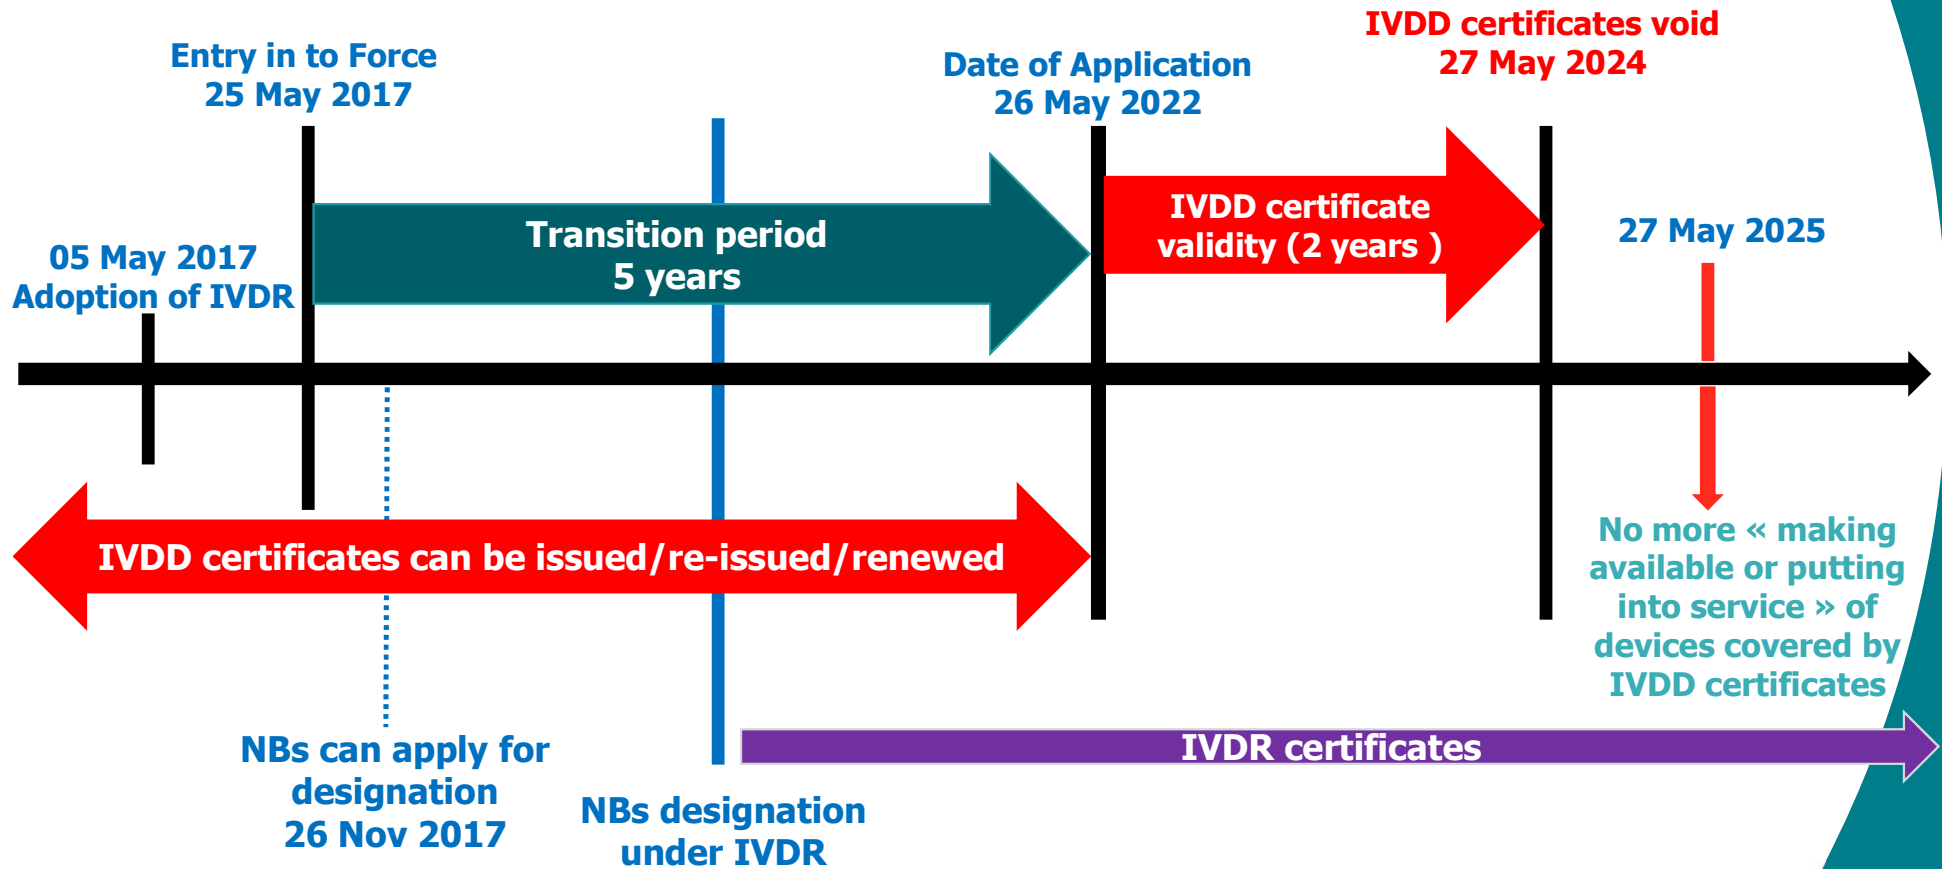 IVDD certificates void
27 May 2024
Entry in to Force
25 May 2017
Date of Application
26 May 2022
Transition period
5 years
IVDD certificate
validity (2 years )
27 May 2025
05 May 2017
Adoption of IVDR
IVDD certificates can be issued/re-issued/renewed
No more « making
available or putting
into service » of
devices covered by
IVDD certificates
IVDR certificates
NBs can apply for
designation
26 Nov 2017
NBs designation
under IVDR